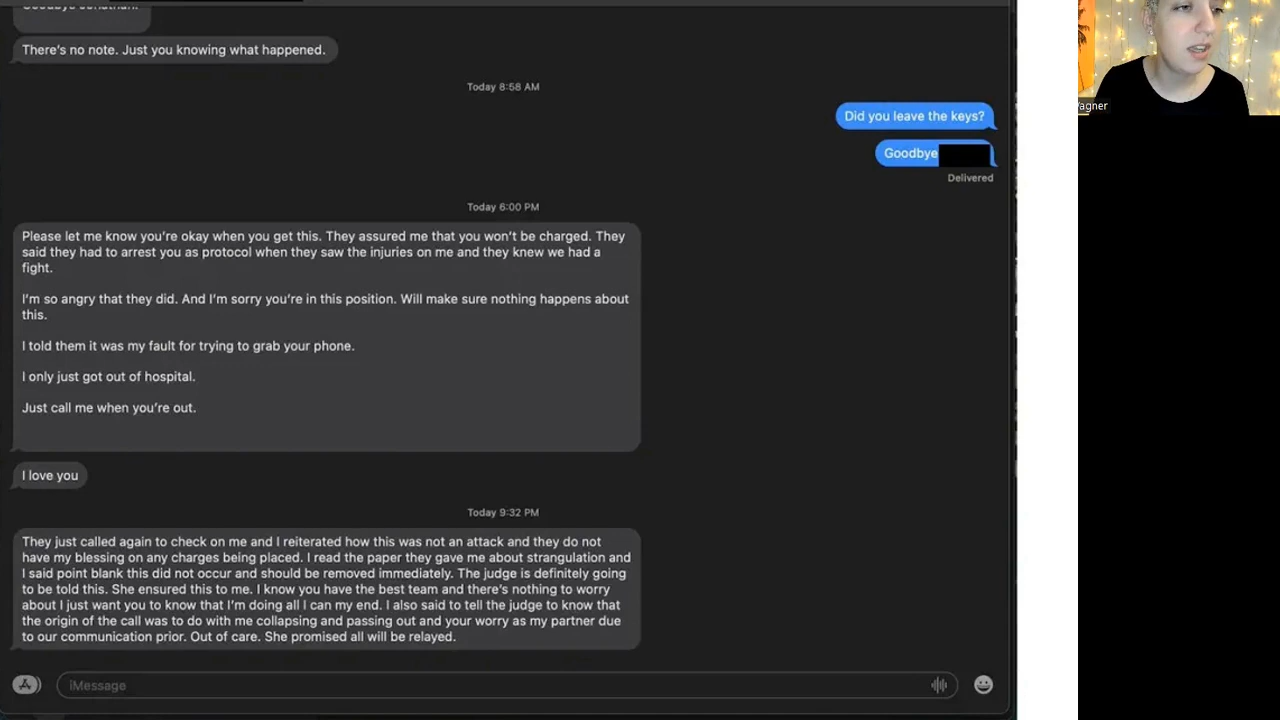 Goodbye Jonathan.
There's no note. Just you knowing what happened.
Today 8:58 AM
Did you leave the keys?
Goodbye
Delivered
Today 6:00 PM
Please let me know you're okay when you get this. They assured me that you won't be charged. They
said they had to arrest you as protocol when they saw the injuries on me and they knew we had a
fight.
I'm so angry that they did. And I'm sorry you're in this position. Will make sure nothing happens about
this.
I told them it was my fault for trying to grab your phone.
I only just got out of hospital.
Just call me when you're out.
I love you
Today 9:32 PM
They just called again to check on me and I reiterated how this was not an attack and they do not
have my blessing on any charges being placed. I read the paper they gave me about strangulation and
I said point blank this did not occur and should be removed immediately. The judge is definitely going
to be told this. She ensured this to me. I know you have the best team and there's nothing to worry
about I just want you to know that I'm doing all I can my end. I also said to tell the judge to know that
the origin of the call was to do with me collapsing and passing out and your worry as my partner due
to our communication prior. Out of care. She promised all will be relayed.
iMessage